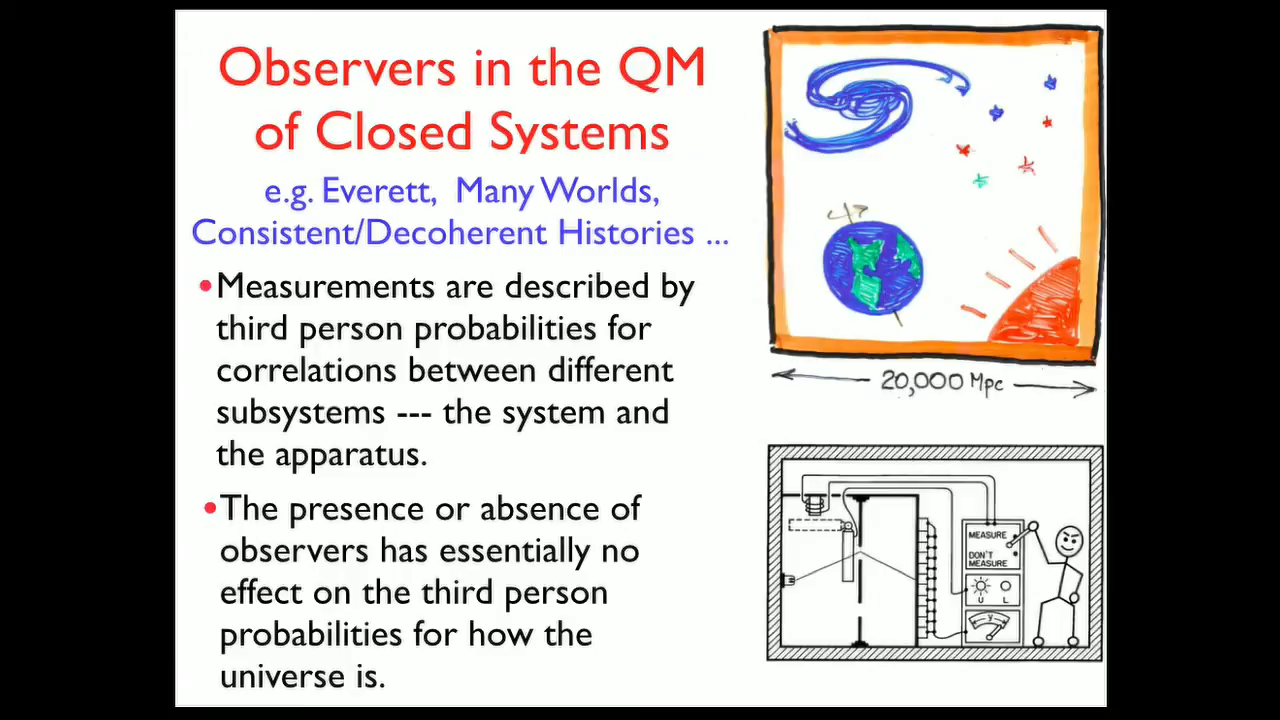 Observers in the QM
of Closed Systems
e.g. Everett, Many Worlds,
Consistent/Decoherent Histories ...
•Measurements are described by
third person probabilities for
correlations between different
subsystems --- the system and
the apparatus.
•The presence or absence of
observers has essentially no
effect on the third person
probabilities for how the
universe is.
20,000 Mpc
MEASURE
DON'T
MEASURE
U L
Y